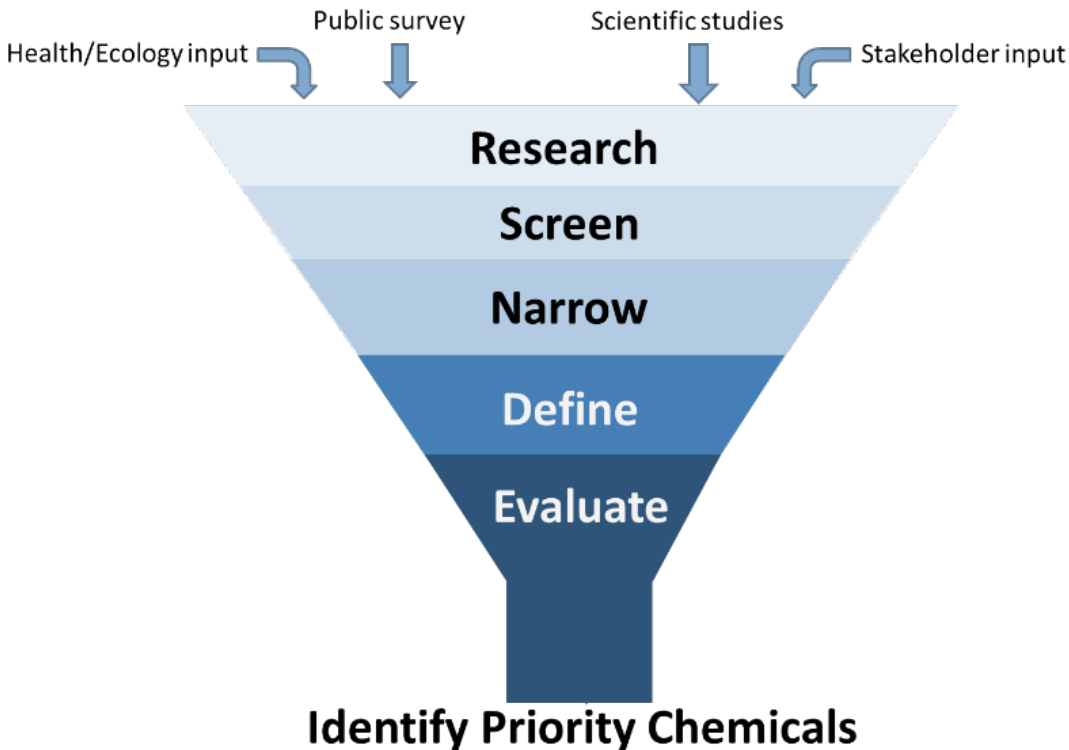 Public survey
Scientific studies
Health/Ecology input
Stakeholder input
Research
Screen
Narrow
Define
Evaluate
Identify Priority Chemicals